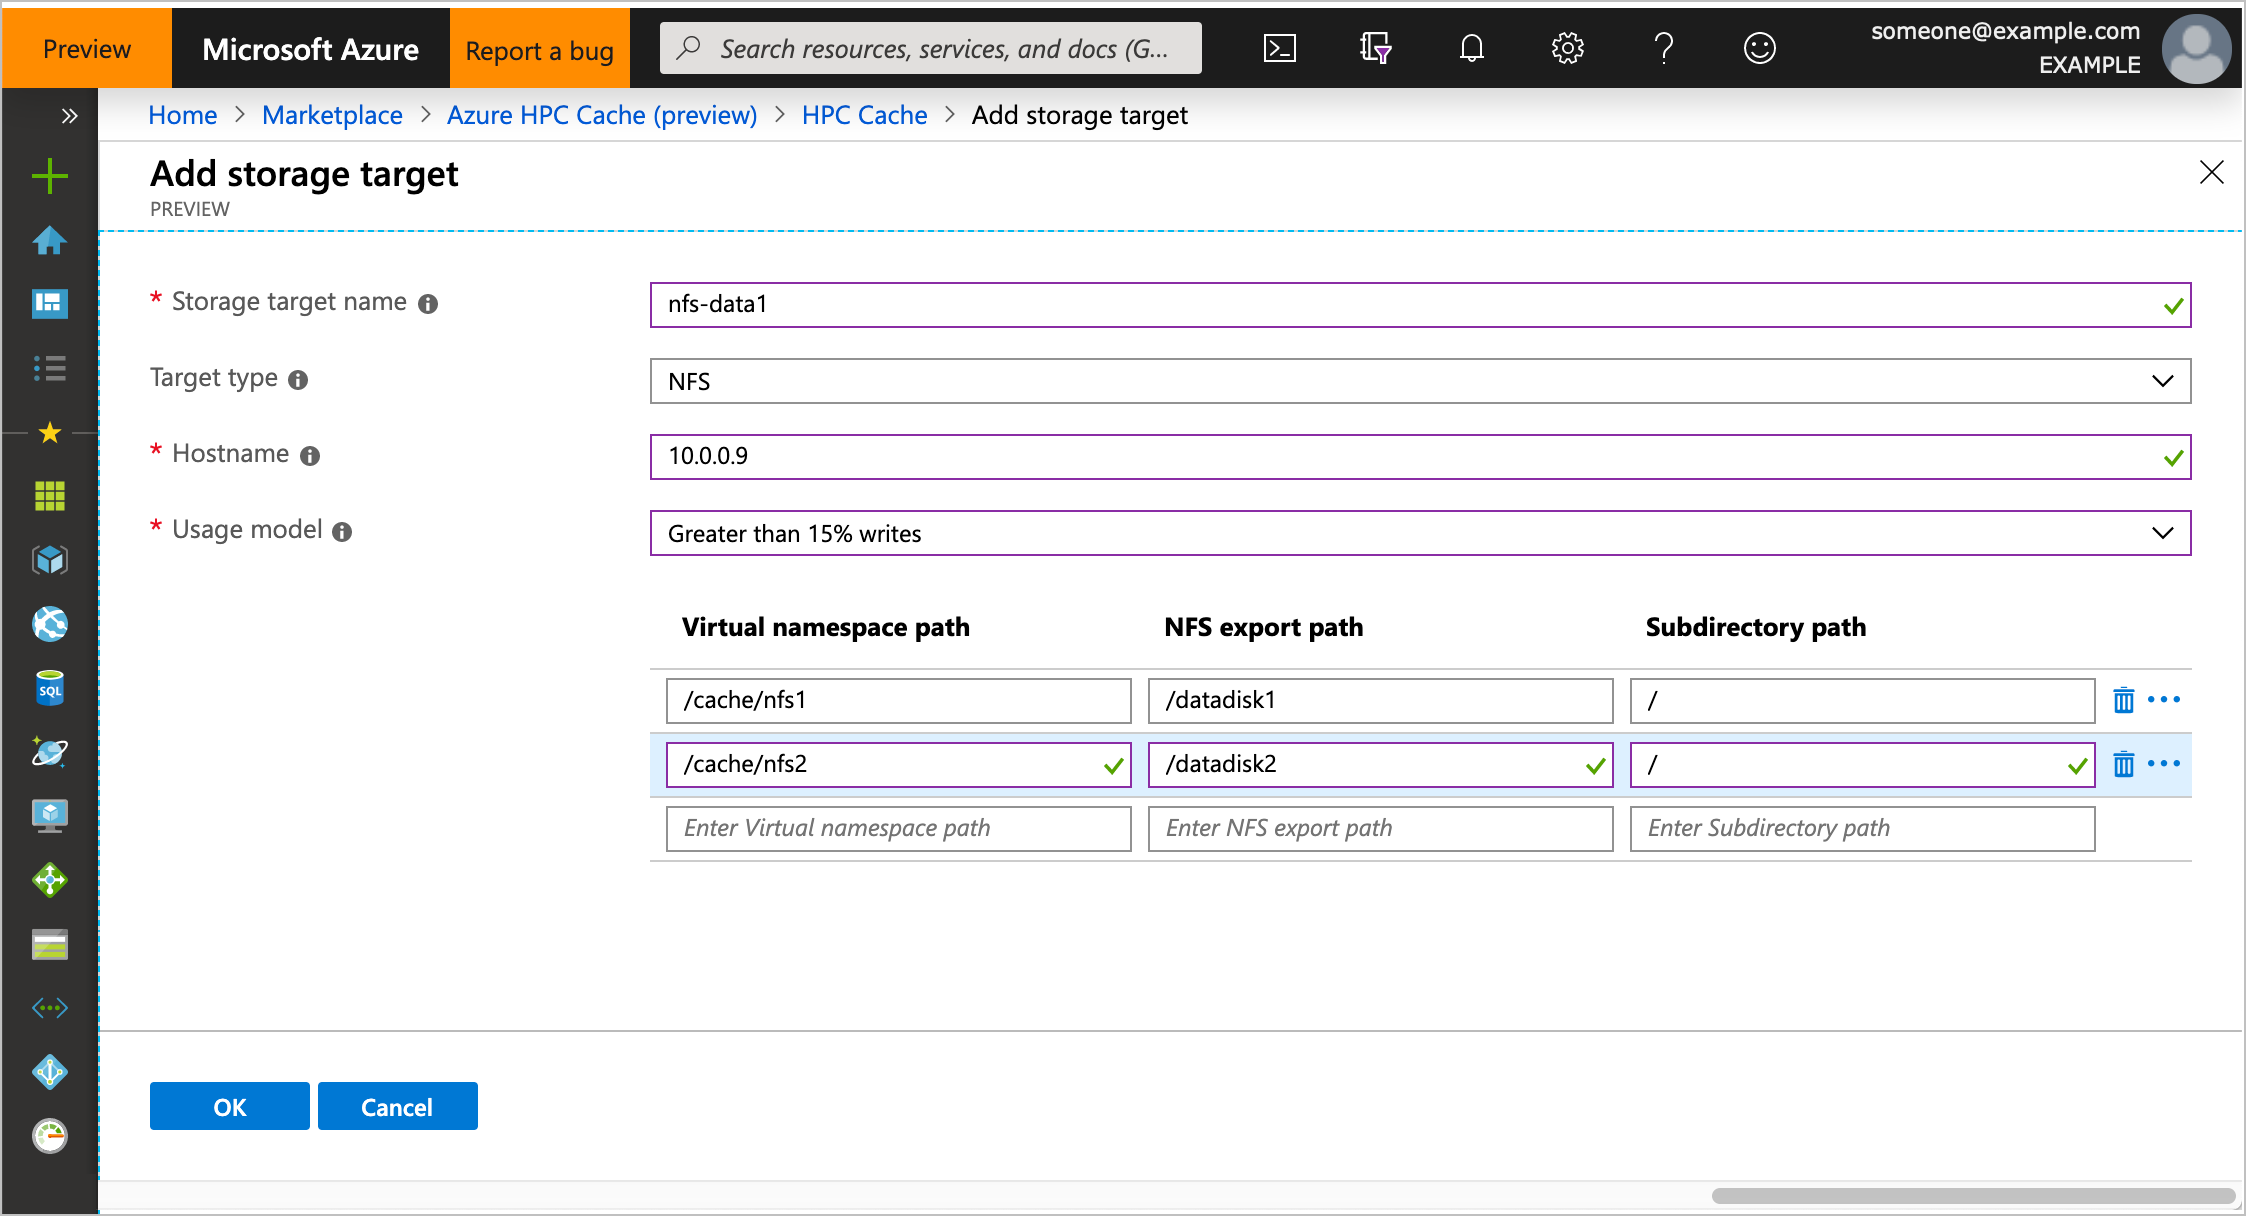 Preview
Microsoft Azure
Report a bug
Search resources, services, and docs (G...
someone@example.com
EXAMPLE
Home > Marketplace > Azure HPC Cache (preview) > HPC Cache > Add storage target
Add storage target
PREVIEW
* Storage target name
nfs-data1
Target type
NFS
* Hostname
10.0.0.9
* Usage model
Greater than 15% writes
Virtual namespace path NFS export path Subdirectory path
/cache/nfs1 /datadisk1 /
/cache/nfs2 /datadisk2 /
Enter Virtual namespace path Enter NFS export path Enter Subdirectory path
SQL
OK
Cancel